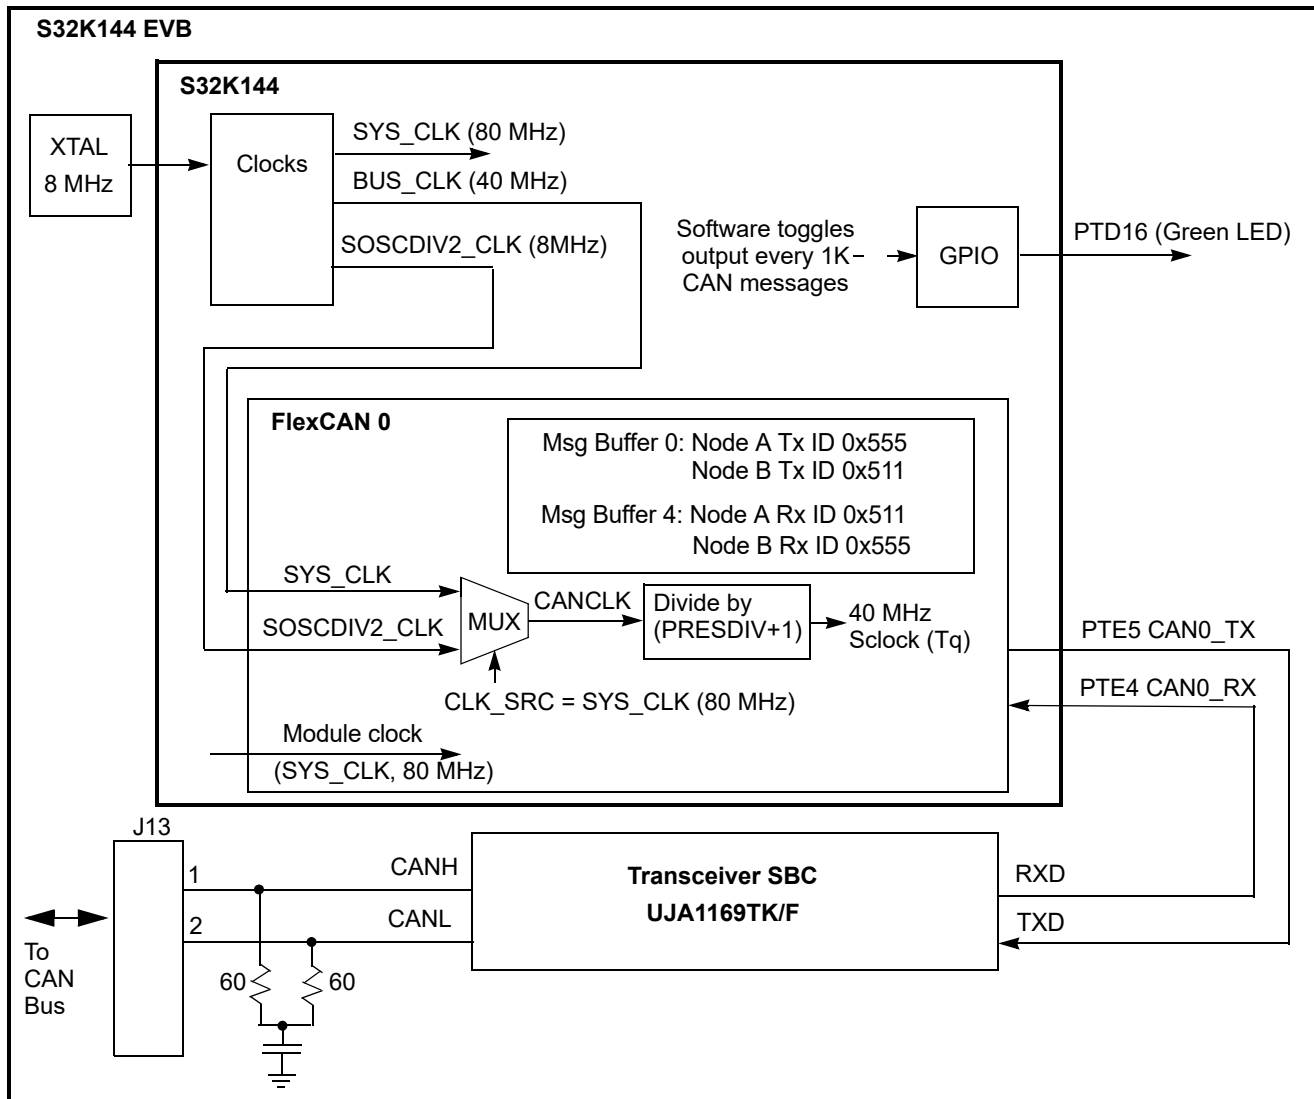 S32K144 EVB
S32K144
XTAL
8 MHz
Clocks
SYS_CLK (80 MHz)
BUS_CLK (40 MHz)
SOSCDIV2_CLK (8MHz)
Software toggles
output every 1K
CAN messages
GPIO
PTD16 (Green LED)
FlexCAN 0
Msg Buffer 0: Node A Tx ID 0x555
Node B Tx ID 0x511
Msg Buffer 4: Node A Rx ID 0x511
Node B Rx ID 0x555
SYS_CLK
SOSCDIV2_CLK
MUX
CANCLK
Divide by
(PRESDIV+1)
40 MHz
Sclock (Tq)
CLK_SRC = SYS_CLK (80 MHz)
Module clock
(SYS_CLK, 80 MHz)
PTE5 CAN0_TX
PTE4 CAN0_RX
J13
1
2
CANH
CANL
Transceiver SBC
UJA1169TK/F
RXD
TXD
To
CAN
Bus
60
60